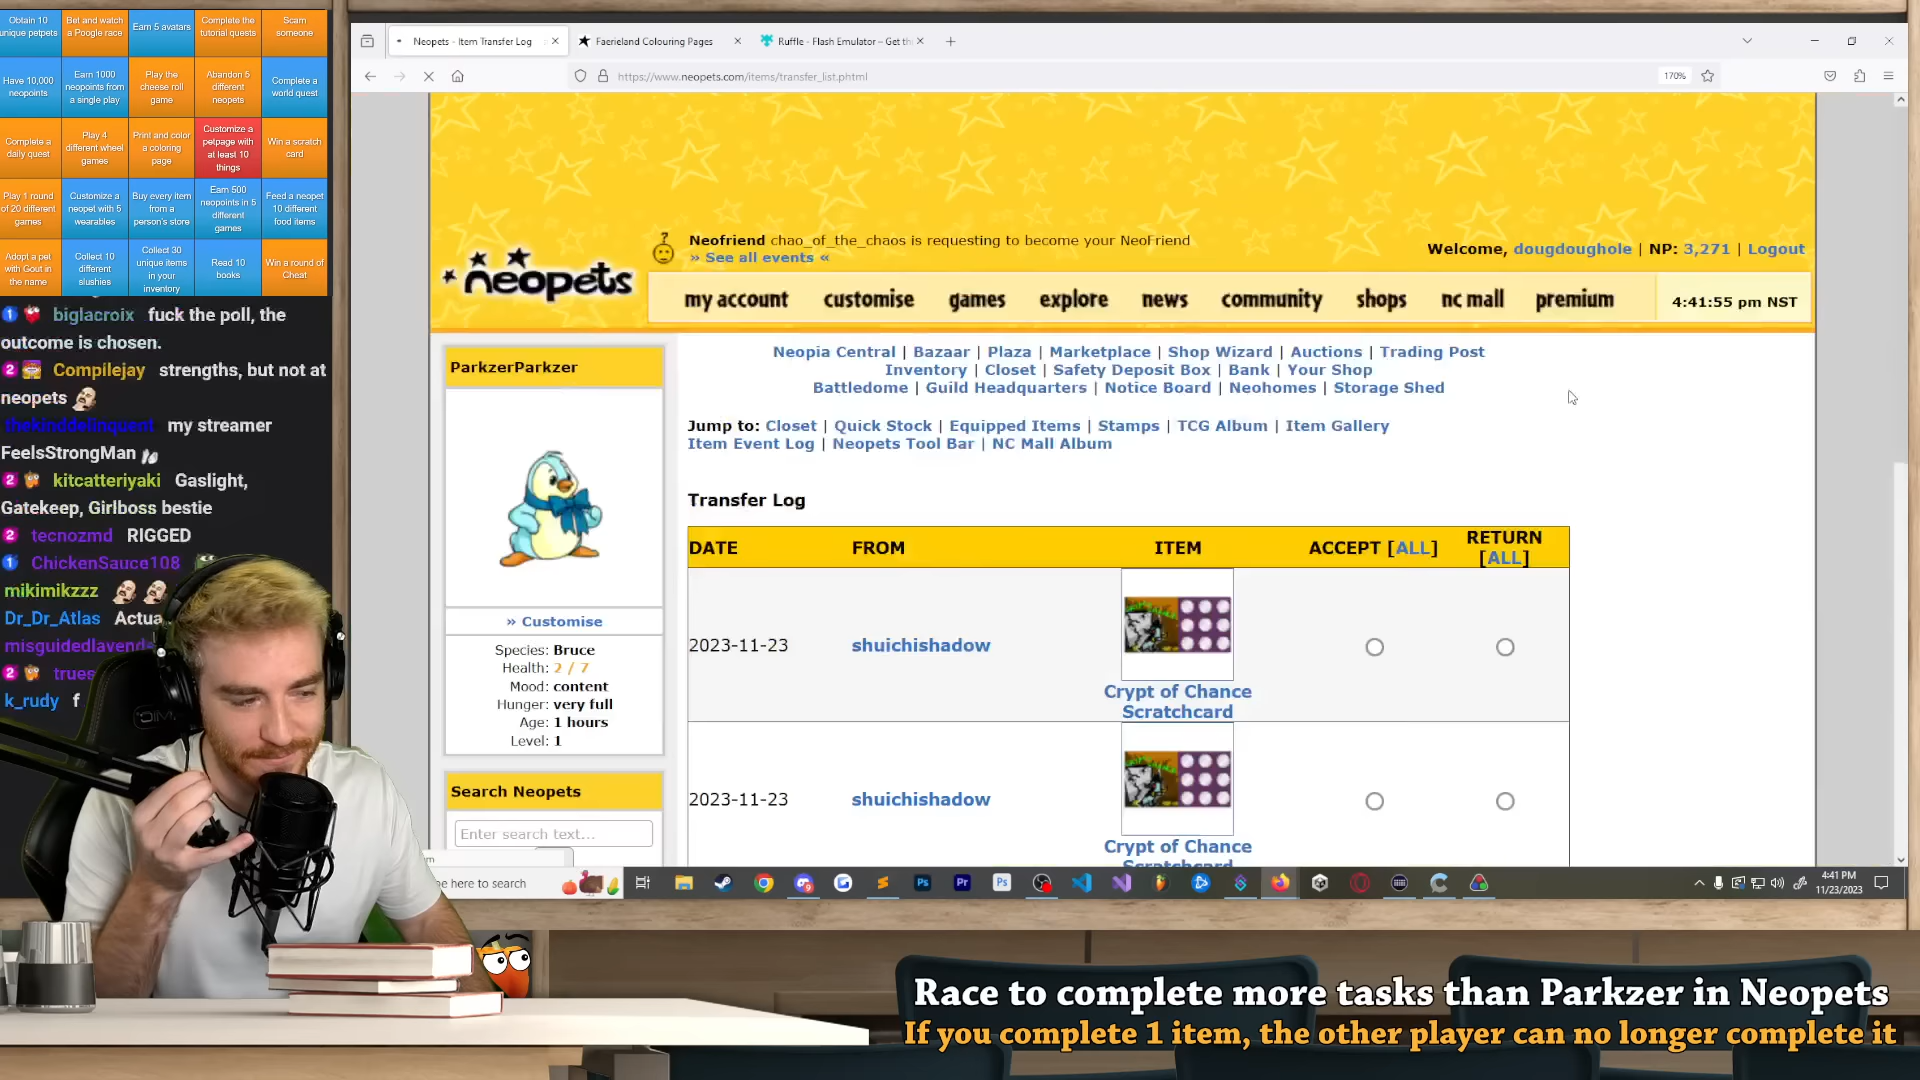 Obtain 10
unique petpets
Bet and watch
a Poogle race
Earn 5 avatars
Complete the
tutorial quests
Scam
someone
Have 10,000
neopoints
Earn 1000
neopoints from
a single play
Play the
cheese roll
game
Abandon 5
different
neopets
Complete a
world quest
Complete a
daily quest
Play 4
different wheel
games
Print and color
a coloring
page
Customize a
petpage with
at least 10
things
Win a scratch
card
Play 1 round
of 20 different
games
Customize a
neopet with 5
wearables
Buy every item
from a
person's store
Earn 500
neopoints in 5
different
games
Feed a neopet
10 different
food items
Adopt a pet
with Gout in
the name
Collect 10
different
slushies
Collect 30
unique items
in your
inventory
Read 10
books
Win a round of
Cheat
biglacroix fuck the poll, the
outcome is chosen.
Compilejay strengths, but not at
neopets
thekinddelinquent my streamer
FeelsStrongMan
kitcatteriyaki Gaslight,
Gatekeep, Girlboss bestie
tecnozmd RIGGED
ChickenSauce108
mikimikzzz
Dr_Dr_Atlas Actua
misguidedlavende
trues
k_rudy f
Neopets - Item Transfer Log
Faerieland Colouring Pages
Ruffle - Flash Emulator – Get th
https://www.neopets.com/items/transfer_list.phtml
170%
Neofriend chao_of_the_chaos is requesting to become your NeoFriend
» See all events «
Welcome, dougdoughole | NP: 3,271 | Logout
neopets
my account customise games explore news community shops nc mall premium
4:41:55 pm NST
ParkzerParkzer
» Customise
Species: Bruce
Health: 2 / 7
Mood: content
Hunger: very full
Age: 1 hours
Level: 1
Search Neopets
Enter search text...
Neopia Central | Bazaar | Plaza | Marketplace | Shop Wizard | Auctions | Trading Post
Inventory | Closet | Safety Deposit Box | Bank | Your Shop
Battledome | Guild Headquarters | Notice Board | Neohomes | Storage Shed
Jump to: Closet | Quick Stock | Equipped Items | Stamps | TCG Album | Item Gallery
Item Event Log | Neopets Tool Bar | NC Mall Album
Transfer Log
DATE FROM ITEM ACCEPT [ALL] RETURN
[ALL]
2023-11-23 shuichishadow
Crypt of Chance
Scratchcard
2023-11-23 shuichishadow
Crypt of Chance
Scratchcard
pe here to search
Ps
Pr
Ps
4:41 PM
11/23/2023
Race to complete more tasks than Parkzer in Neopets
If you complete 1 item, the other player can no longer complete it